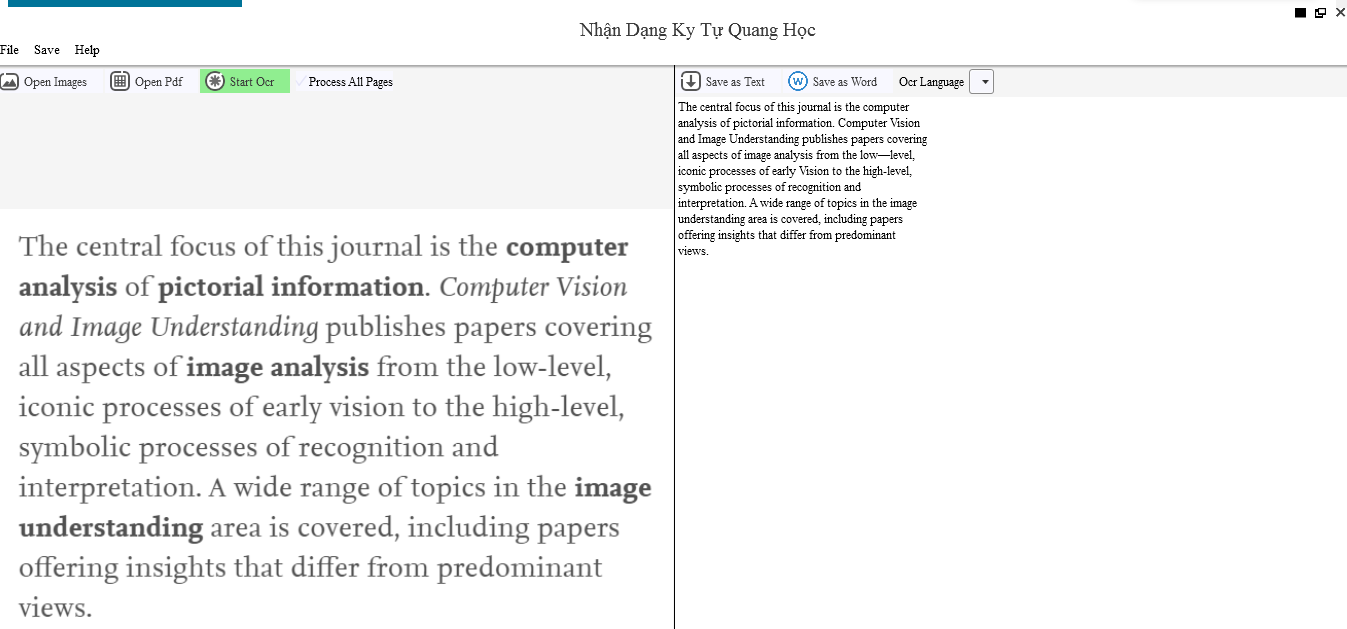 Nhận Dạng Ky Tự Quang Học
File Save Help
Open Images Open Pdf Start Ocr Process All Pages
Save as Text Save as Word Ocr Language
The central focus of this journal is the computer
analysis of pictorial information. Computer Vision
and Image Understanding publishes papers covering
all aspects of image analysis from the low-level,
iconic processes of early vision to the high-level,
symbolic processes of recognition and
interpretation. A wide range of topics in the image
understanding area is covered, including papers
offering insights that differ from predominant
views.
The central focus of this journal is the computer
analysis of pictorial information. Computer Vision
and Image Understanding publishes papers covering
all aspects of image analysis from the low—level,
iconic processes of early Vision to the high-level,
symbolic processes of recognition and
interpretation. A wide range of topics in the image
understanding area is covered, including papers
offering insights that differ from predominant
views.